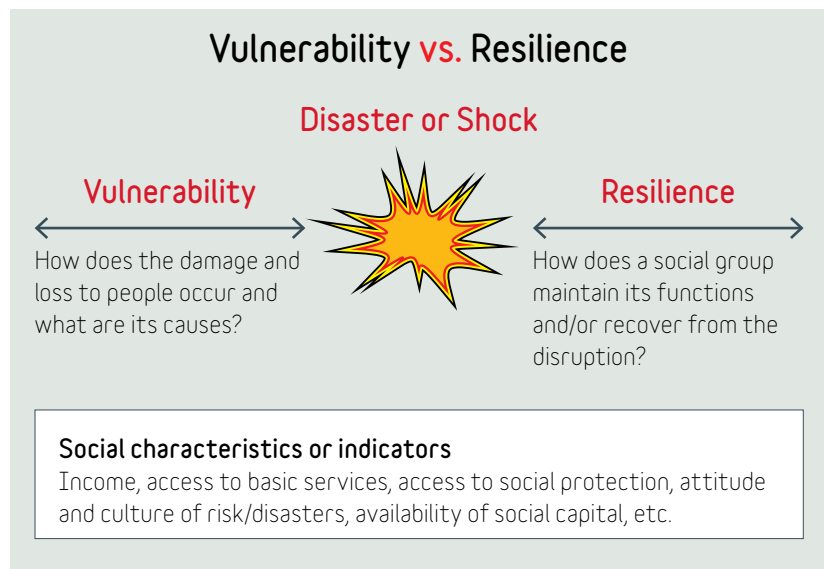 Vulnerability vs. Resilience
Disaster or Shock
Vulnerability
How does the damage and
loss to people occur and
what are its causes?
Resilience
How does a social group
maintain its functions
and/or recover from the
disruption?
Social characteristics or indicators
Income, access to basic services, access to social protection, attitude
and culture of risk/disasters, availability of social capital, etc.